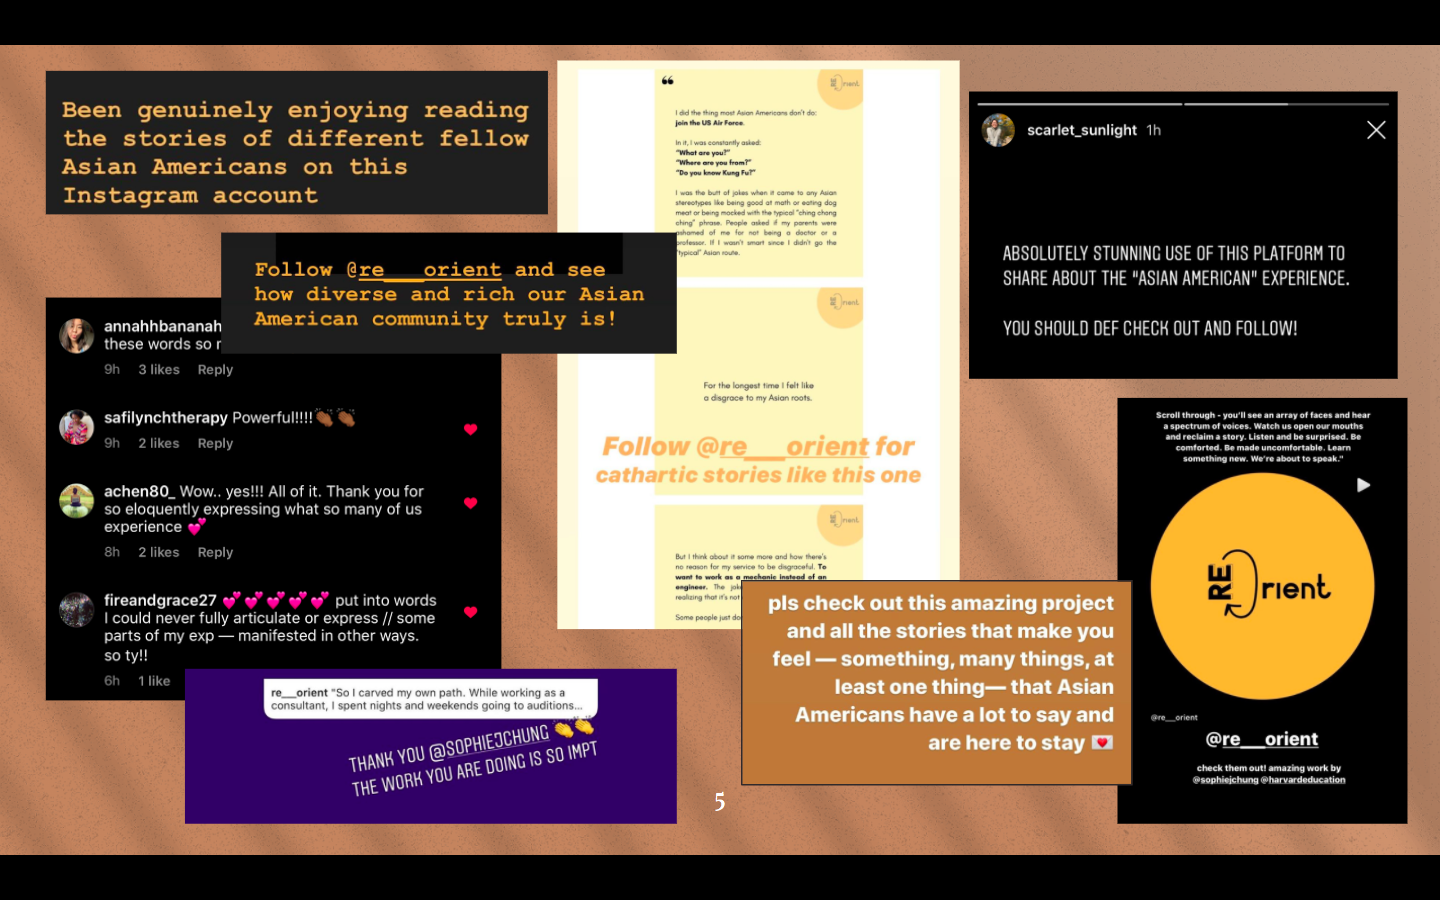 Been genuinely enjoying reading
the stories of different fellow
Asian Americans on this
Instagram account
Follow @re___orient and see
how diverse and rich our Asian
American community truly is!
annahhbananah
these words so r
9h 3 likes Reply
safilynchtherapy Powerful!!!!👏🏾👏🏾
9h 2 likes Reply
achen80_ Wow.. yes!!! All of it. Thank you for
so eloquently expressing what so many of us
experience 💕
8h 2 likes Reply
fireandgrace27 💕💕💕💕💕 put into words
I could never fully articulate or express // some
parts of my exp — manifested in other ways.
so ty!!
6h 1 like
re___orient "So I carved my own path. While working as a
consultant, I spent nights and weekends going to auditions...
THANK YOU @SOPHIEJCHUNG 👏👏
THE WORK YOU ARE DOING IS SO IMPT
“
REOrient
I did the thing most Asian Americans don't do:
join the US Air Force.
In it, I was constantly asked:
"What are you?"
"Where are you from?"
"Do you know Kung Fu?"
I was the butt of jokes when it came to any Asian
stereotypes like being good at math or eating dog
meat or being mocked with the typical "ching chong
ching" phrase. People asked if my parents were
ashamed of me for not being a doctor or a
professor. If I wasn't smart since I didn't go the
"typical" Asian route.
REOrient
For the longest time I felt like
a disgrace to my Asian roots.
Follow @re___orient for
cathartic stories like this one
REOrient
But I think about it some more and how there's
no reason for my service to be disgraceful. To
want to work as a mechanic instead of an
engineer. The
realizing that it's not
Some people just
pls check out this amazing project
and all the stories that make you
feel — something, many things, at
least one thing— that Asian
Americans have a lot to say and
are here to stay 💌
scarlet_sunlight 1h
ABSOLUTELY STUNNING USE OF THIS PLATFORM TO
SHARE ABOUT THE "ASIAN AMERICAN" EXPERIENCE.
YOU SHOULD DEF CHECK OUT AND FOLLOW!
Scroll through - you'll see an array of faces and hear
a spectrum of voices. Watch us open our mouths
and reclaim a story. Listen and be surprised. Be
comforted. Be made uncomfortable. Learn
something new. We're about to speak."
REOrient
@re___orient
@re___orient
check them out! amazing work by
@sophiejchung @harvardeducation
5